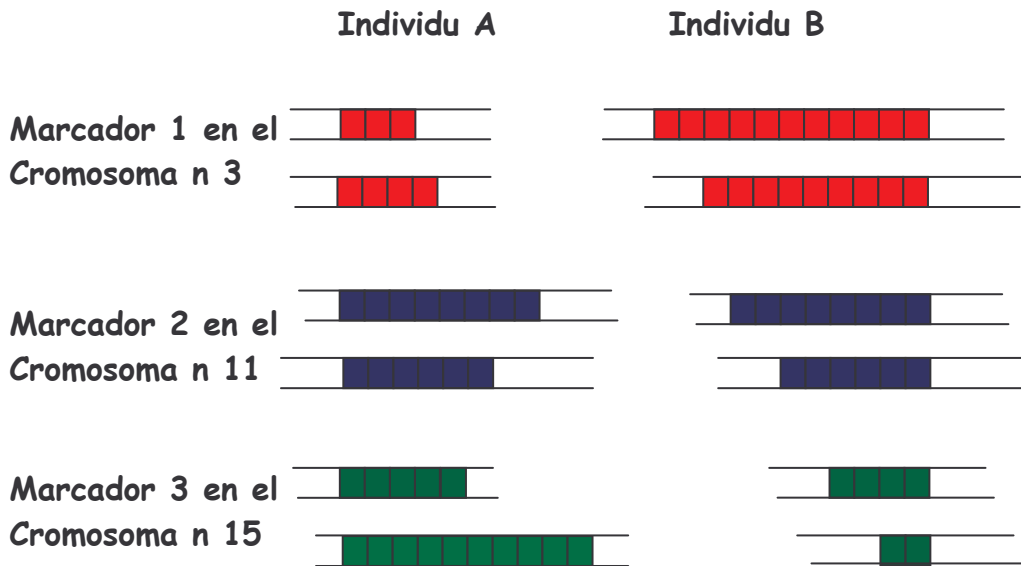 Individu A Individu B
Marcador 1 en el
Cromosoma n 3
Marcador 2 en el
Cromosoma n 11
Marcador 3 en el
Cromosoma n 15